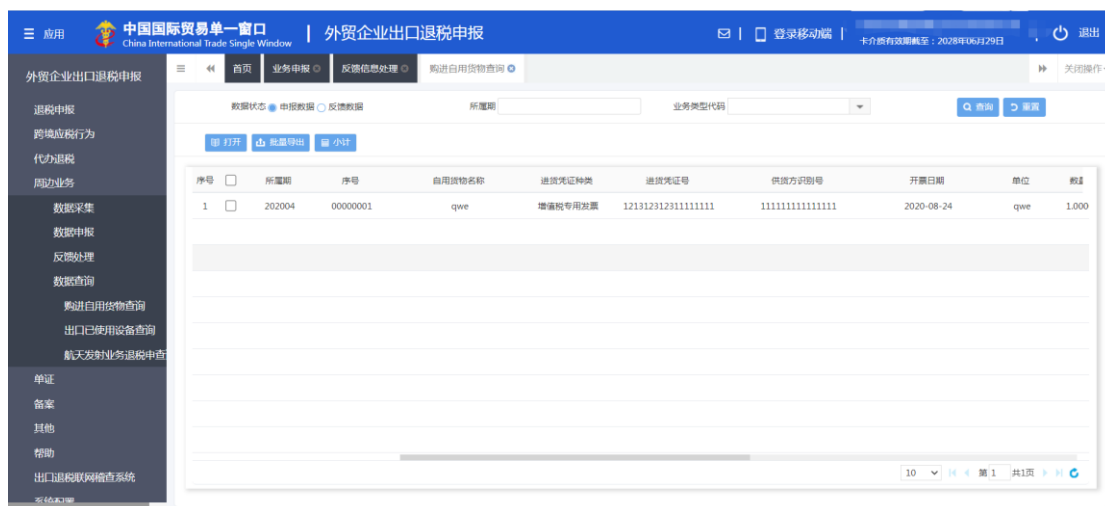 应用 中国国际贸易单一窗口 外贸企业出口退税申报 登录移动端 退出
China International Trade Single Window 卡介质有效期截至：2028年06月29日
外贸企业出口退税申报 首页 业务申报 反馈信息处理 购进自用货物查询 关闭操作
退税申报 数据状态 申报数据 反馈数据 所属期 业务类型代码 查询 重置
跨境应税行为 打开 批量导出 小计
代办退税
周边业务 序号 所属期 序号 自用货物名称 进货凭证种类 进货凭证号 供货方识别号 开票日期 单位
数据采集 1 202004 00000001 qwe 增值税专用发票 121312312311111111 111111111111111 2020-08-24 qwe 1.000
数据申报
反馈处理
数据查询
购进自用货物查询
出口已使用设备查询
航天发射业务退税申查
单证
备案
其他
帮助
出口退税联网稽查系统 10 第 1 共1页
系统配置